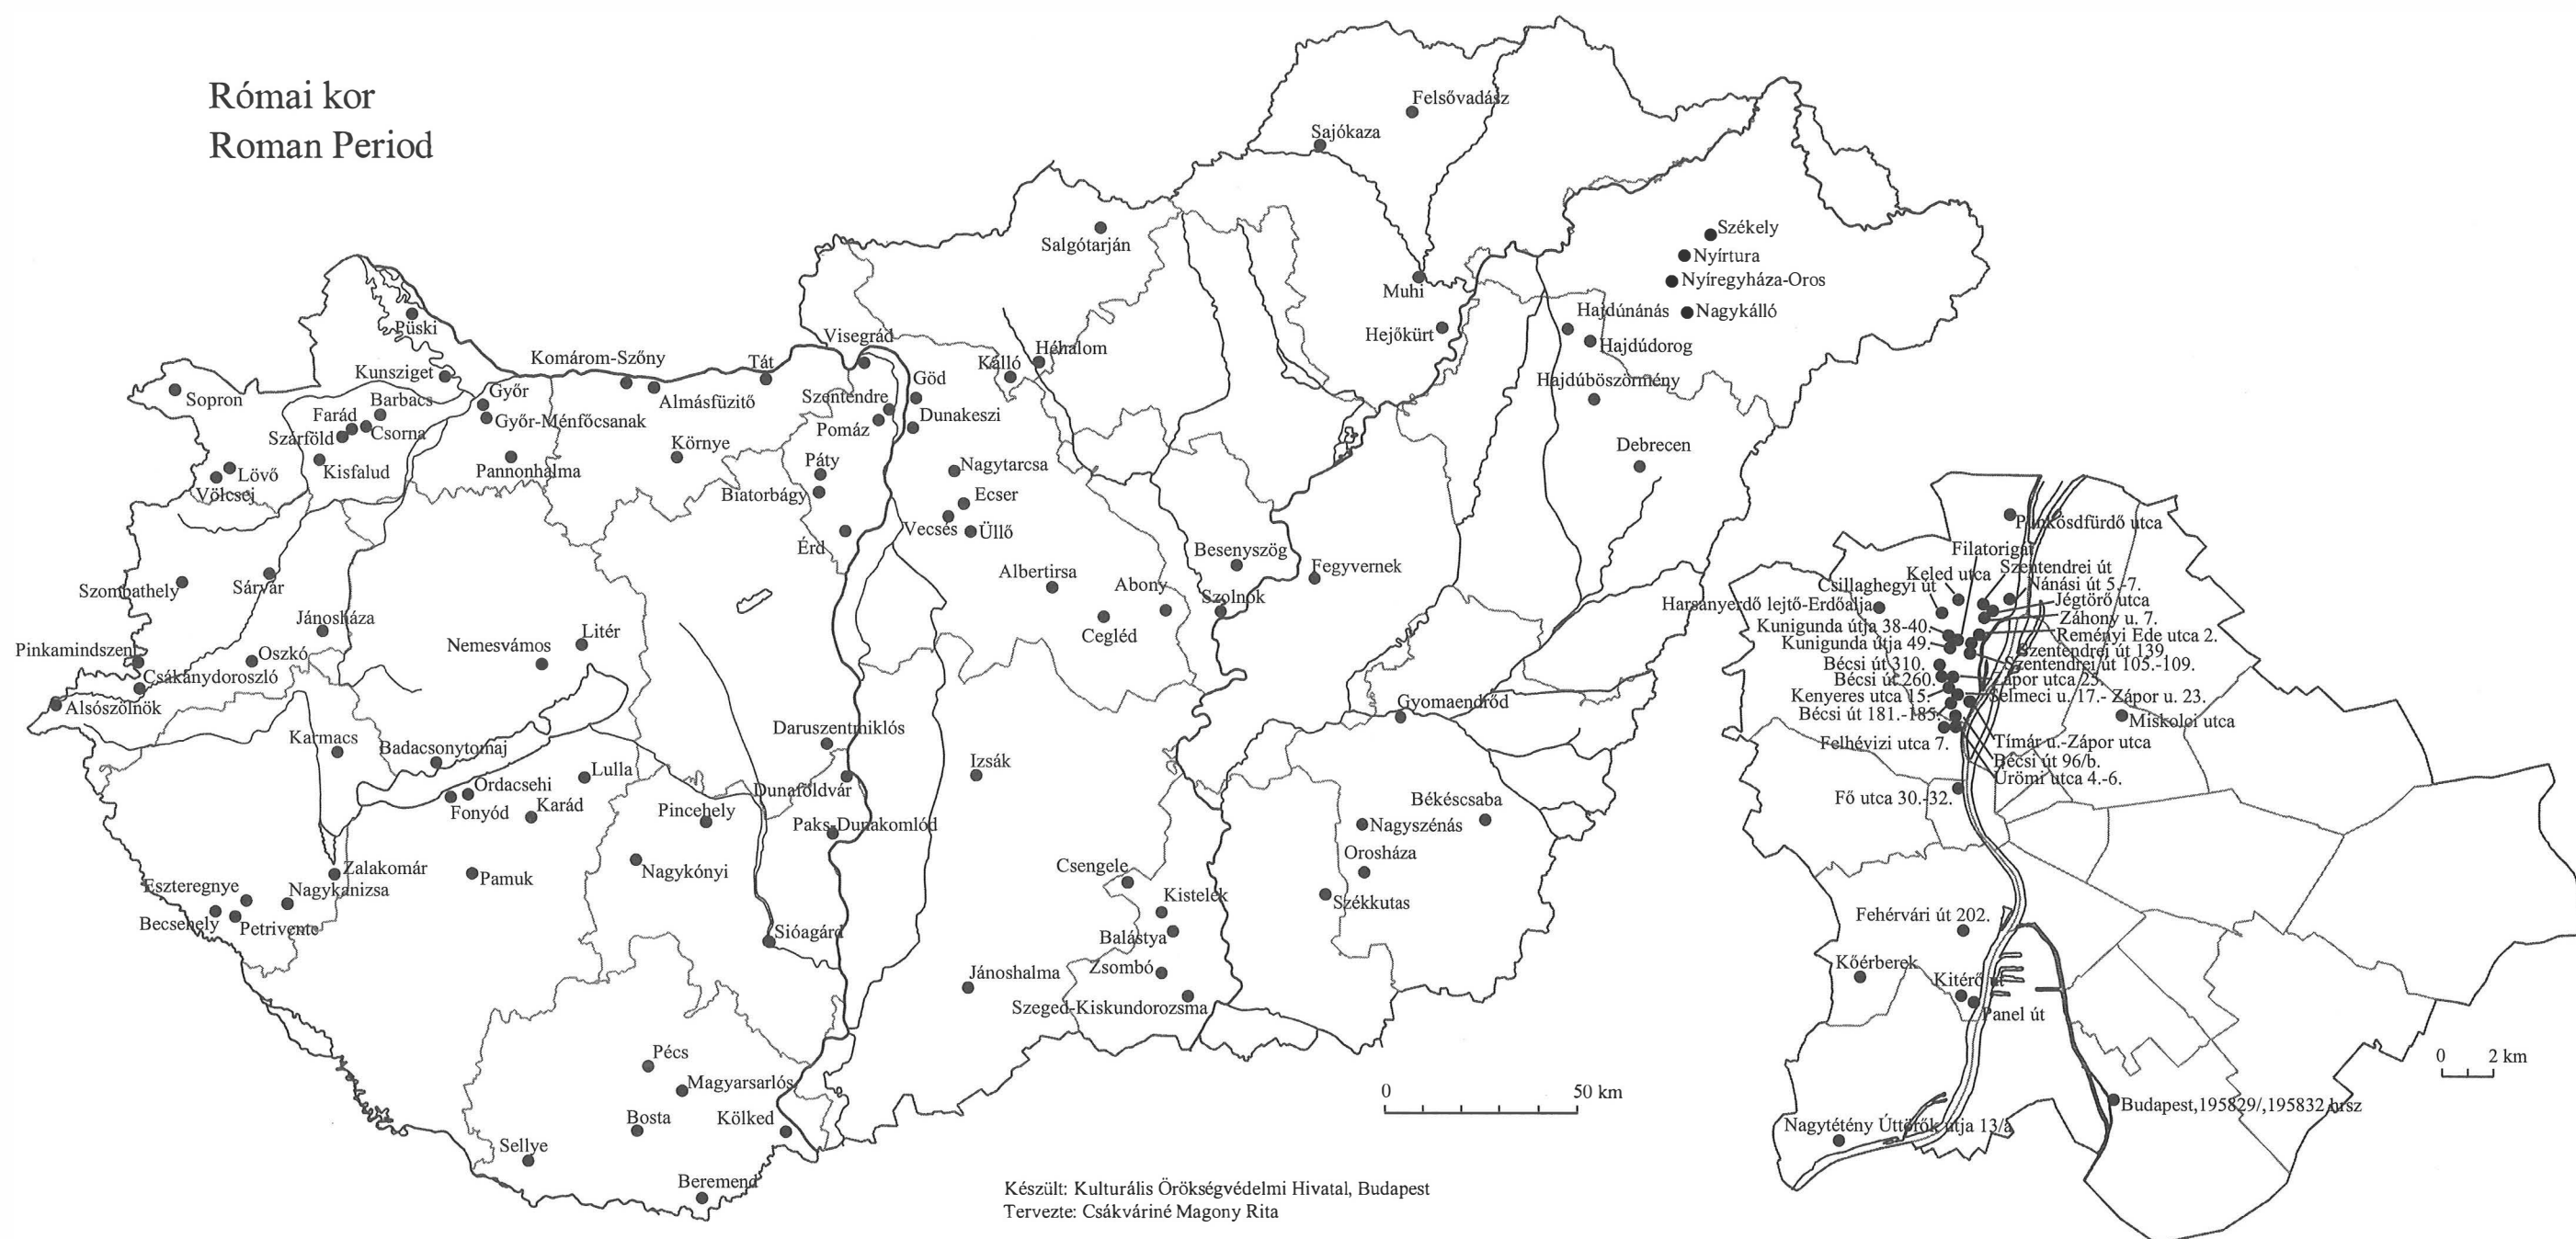 Római kor
Roman Period
Felsővadász
Sajókaza
Salgótarján
Székely
Nyírtura
Nyíregyháza-Oros
Nagykálló
Muhi
Hajdúnánás
Hejőkürt
Hajdúdorog
Hajdúböszörmény
Debrecen
Püski
Visegrád
Komárom-Szőny
Tát
Héhalom
Kálló
Kunsziget
Sopron
Győr
Almásfüzitő
Göd
Barbacs
Szentendre
Farád
Győr-Ménfőcsanak
Dunakeszi
Pomáz
Szárföld
Csorna
Környe
Kisfalud
Pannonhalma
Páty
Nagytarcsa
Lövő
Völcsej
Biatorbágy
Ecser
Vecsés
Üllő
Érd
Besenyszög
Fegyvernek
Albertirsa
Abony
Szolnok
Cegléd
Szombathely
Sárvár
Jánosháza
Nemesvámos
Litér
Pinkamindszent
Oszkó
Csákánydoroszló
Alsószölnök
Gyomaendrőd
Karmacs
Badacsonytomaj
Daruszentmiklós
Izsák
Lulla
Ordacsehi
Dunaföldvár
Fonyód
Karád
Pincehely
Paks-Dunakomlód
Békéscsaba
Nagyszénás
Orosháza
Zalakomár
Nagykónyi
Pamuk
Csengele
Eszteregnye
Nagykanizsa
Kistelek
Székkutas
Becsehely
Petrivente
Sióagárd
Balástya
Zsombó
Jánoshalma
Szeged-Kiskundorozsma
Pécs
Magyarsarlós
Bosta
Kölked
Sellye
Beremend
0 50 km
Készült: Kulturális Örökségvédelmi Hivatal, Budapest
Tervezte: Csákváriné Magony Rita
Pünkösdfürdő utca
Filatorigát
Szentendrei út
Keled utca
Nánási út 5.-7.
Csillaghegyi út
Jégtörő utca
Harsányerdő lejtő-Erdőalja
Záhony u. 7.
Kunigunda útja 38-40.
Reményi Ede utca 2.
Kunigunda útja 49.
Szentendrei út 139.
Bécsi út 310.
Szentendrei út 105.-109.
Bécsi út 260.
Zápor utca 25.
Kenyeres utca 15.
Selmeci u. 17.- Zápor u. 23.
Bécsi út 181.-185.
Miskolci utca
Felhévizi utca 7.
Tímár u.-Zápor utca
Bécsi út 96/b.
Ürömi utca 4.-6.
Fő utca 30.-32.
Fehérvári út 202.
Kőérberek
Kitérő út
Panel út
0 2 km
Budapest,195829/,195832 hrsz
Nagytétény Úttörők útja 13/a